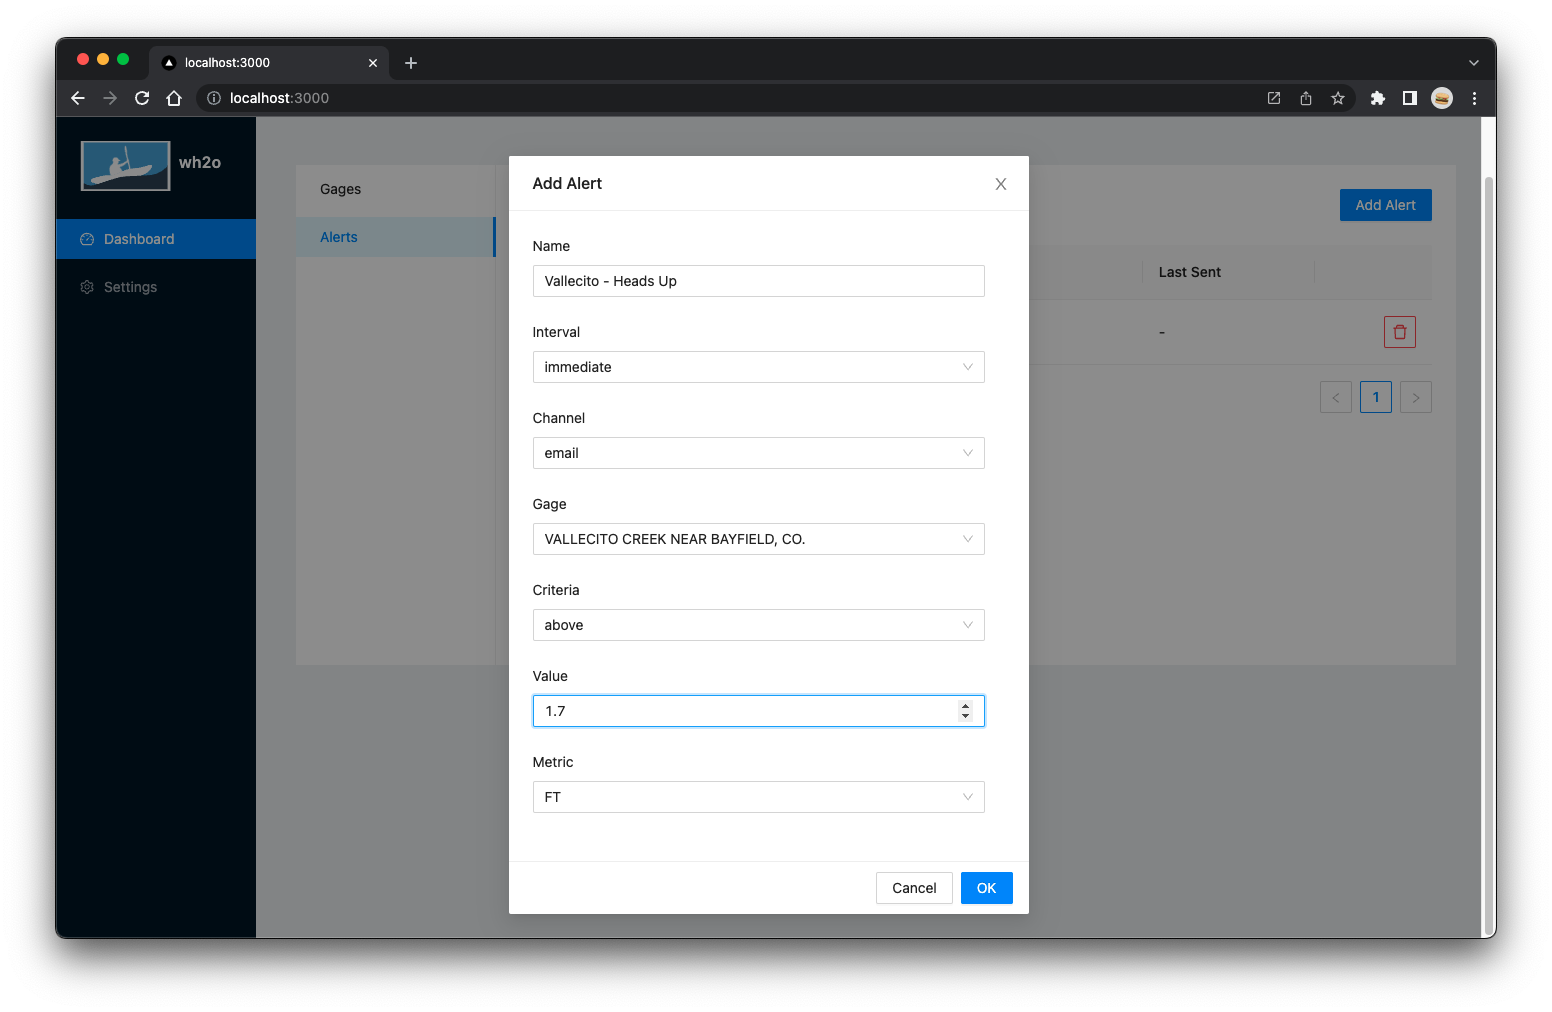 localhost:3000
localhost:3000
wh2o
Dashboard
Settings
Gages
Alerts
Add Alert
Last Sent
-
1
Add Alert
Name
Vallecito - Heads Up
Interval
immediate
Channel
email
Gage
VALLECITO CREEK NEAR BAYFIELD, CO.
Criteria
above
Value
1.7
Metric
FT
Cancel
OK